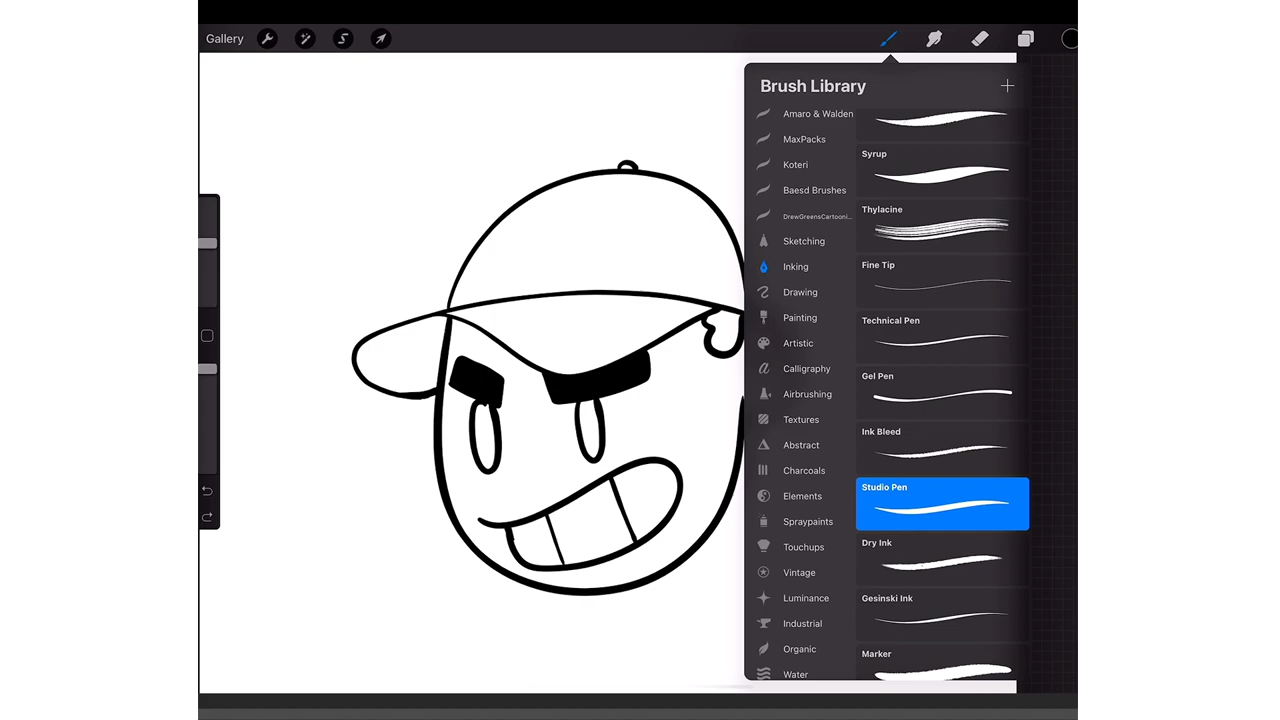 Gallery
Brush Library
Amaro & Walden
MaxPacks
Koteri
Baesd Brushes
DrewGreensCartooni...
Sketching
Inking
Drawing
Painting
Artistic
Calligraphy
Airbrushing
Textures
Abstract
Charcoals
Elements
Spraypaints
Touchups
Vintage
Luminance
Industrial
Organic
Water
Syrup
Thylacine
Fine Tip
Technical Pen
Gel Pen
Ink Bleed
Studio Pen
Dry Ink
Gesinski Ink
Marker